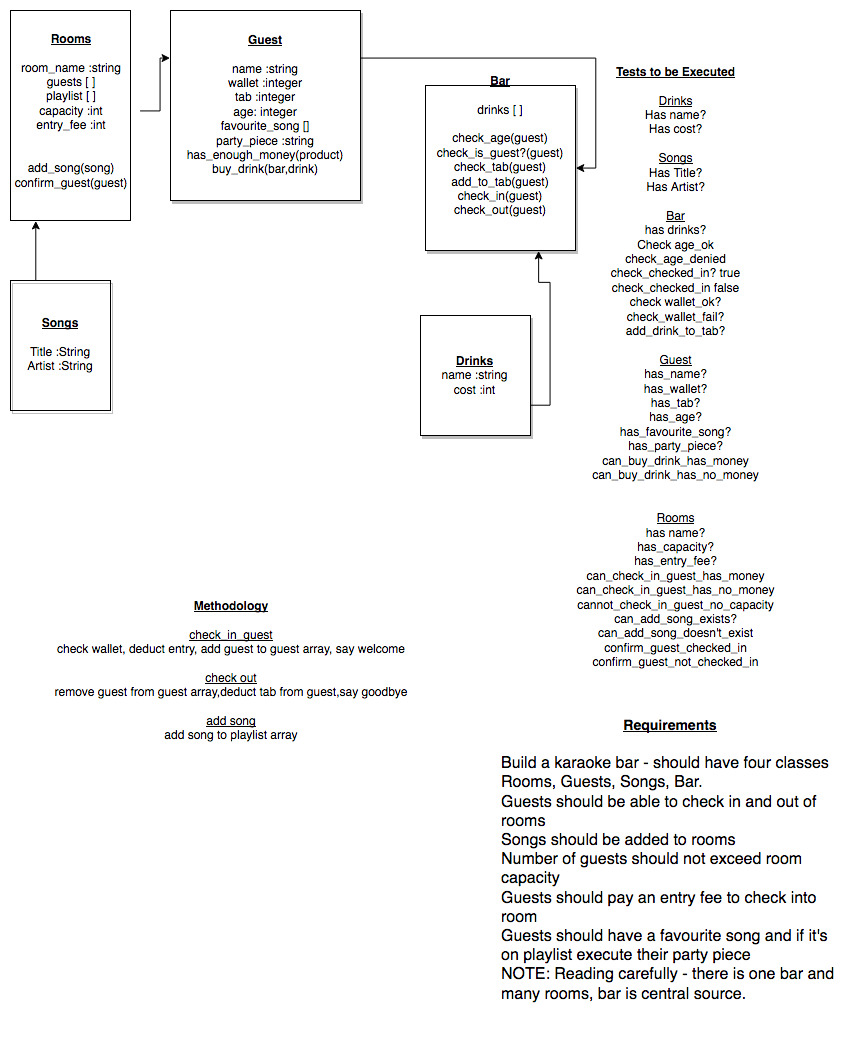 Rooms
room_name :string
guests [ ]
playlist [ ]
capacity :int
entry_fee :int
add_song(song)
confirm_guest(guest)
Guest
name :string
wallet :integer
tab :integer
age: integer
favourite_song []
party_piece :string
has_enough_money(product)
buy_drink(bar,drink)
Bar
drinks [ ]
check_age(guest)
check_is_guest?(guest)
check_tab(guest)
add_to_tab(guest)
check_in(guest)
check_out(guest)
Songs
Title :String
Artist :String
Drinks
name :string
cost :int
Tests to be Executed
Drinks
Has name?
Has cost?
Songs
Has Title?
Has Artist?
Bar
has drinks?
Check age_ok
check_age_denied
check_checked_in? true
check_checked_in false
check wallet_ok?
check_wallet_fail?
add_drink_to_tab?
Guest
has_name?
has_wallet?
has_tab?
has_age?
has_favourite_song?
has_party_piece?
can_buy_drink_has_money
can_buy_drink_has_no_money
Rooms
has name?
has_capacity?
has_entry_fee?
can_check_in_guest_has_money
can_check_in_guest_has_no_money
cannot_check_in_guest_no_capacity
can_add_song_exists?
can_add_song_doesn't_exist
confirm_guest_checked_in
confirm_guest_not_checked_in
Methodology
check_in_guest
check wallet, deduct entry, add guest to guest array, say welcome
check out
remove guest from guest array,deduct tab from guest,say goodbye
add song
add song to playlist array
Requirements
Build a karaoke bar - should have four classes
Rooms, Guests, Songs, Bar.
Guests should be able to check in and out of
rooms
Songs should be added to rooms
Number of guests should not exceed room
capacity
Guests should pay an entry fee to check into
room
Guests should have a favourite song and if it's
on playlist execute their party piece
NOTE: Reading carefully - there is one bar and
many rooms, bar is central source.